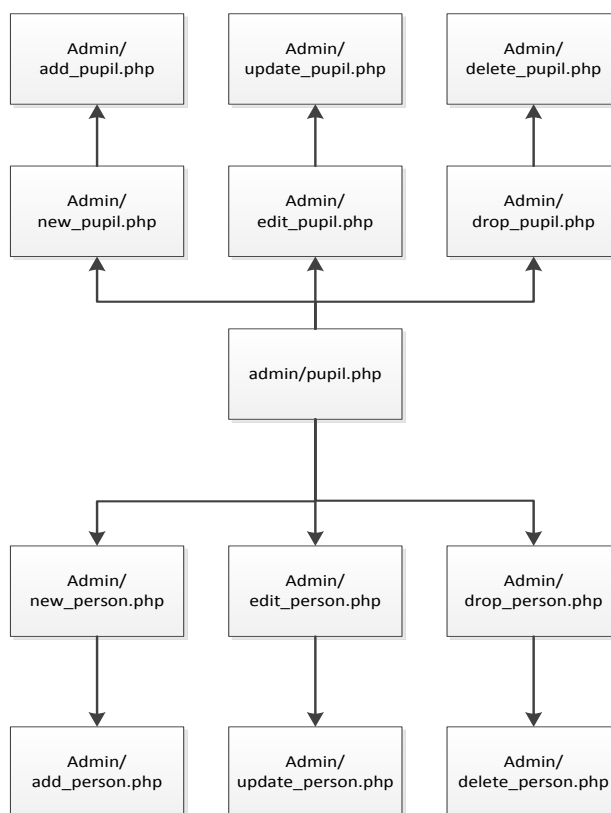 Admin/
add_pupil.php
Admin/
update_pupil.php
Admin/
delete_pupil.php
Admin/
new_pupil.php
Admin/
edit_pupil.php
Admin/
drop_pupil.php
admin/pupil.php
Admin/
new_person.php
Admin/
edit_person.php
Admin/
drop_person.php
Admin/
add_person.php
Admin/
update_person.php
Admin/
delete_person.php